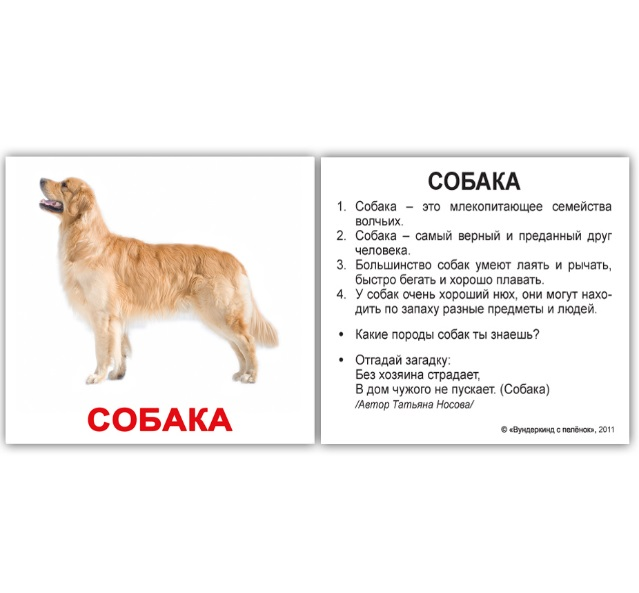 СОБАКА
СОБАКА
1. Собака – это млекопитающее семейства
волчьих.
2. Собака – самый верный и преданный друг
человека.
3. Большинство собак умеют лаять и рычать,
быстро бегать и хорошо плавать.
4. У собак очень хороший нюх, они могут нахо-
дить по запаху разные предметы и людей.
• Какие породы собак ты знаешь?
• Отгадай загадку:
Без хозяина страдает,
В дом чужого не пускает. (Собака)
/Автор Татьяна Носова/
© «Вундеркинд с пелёнок», 2011